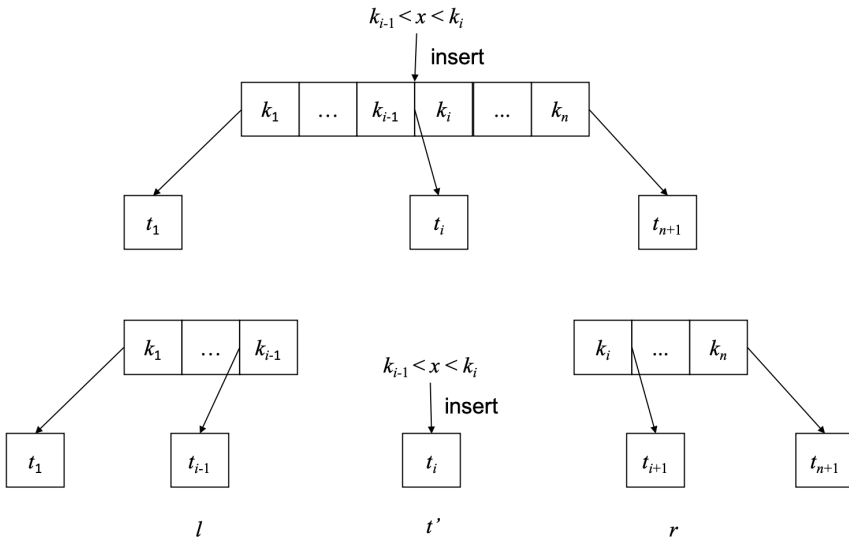 k_{i-1} < x < k_i
insert
k_1 … k_{i-1} k_i ... k_n
t_1 t_i t_{n+1}
k_1 … k_{i-1} k_i ... k_n
k_{i-1} < x < k_i
insert
t_1 t_{i-1} t_i t_{i+1} t_{n+1}
l t’ r